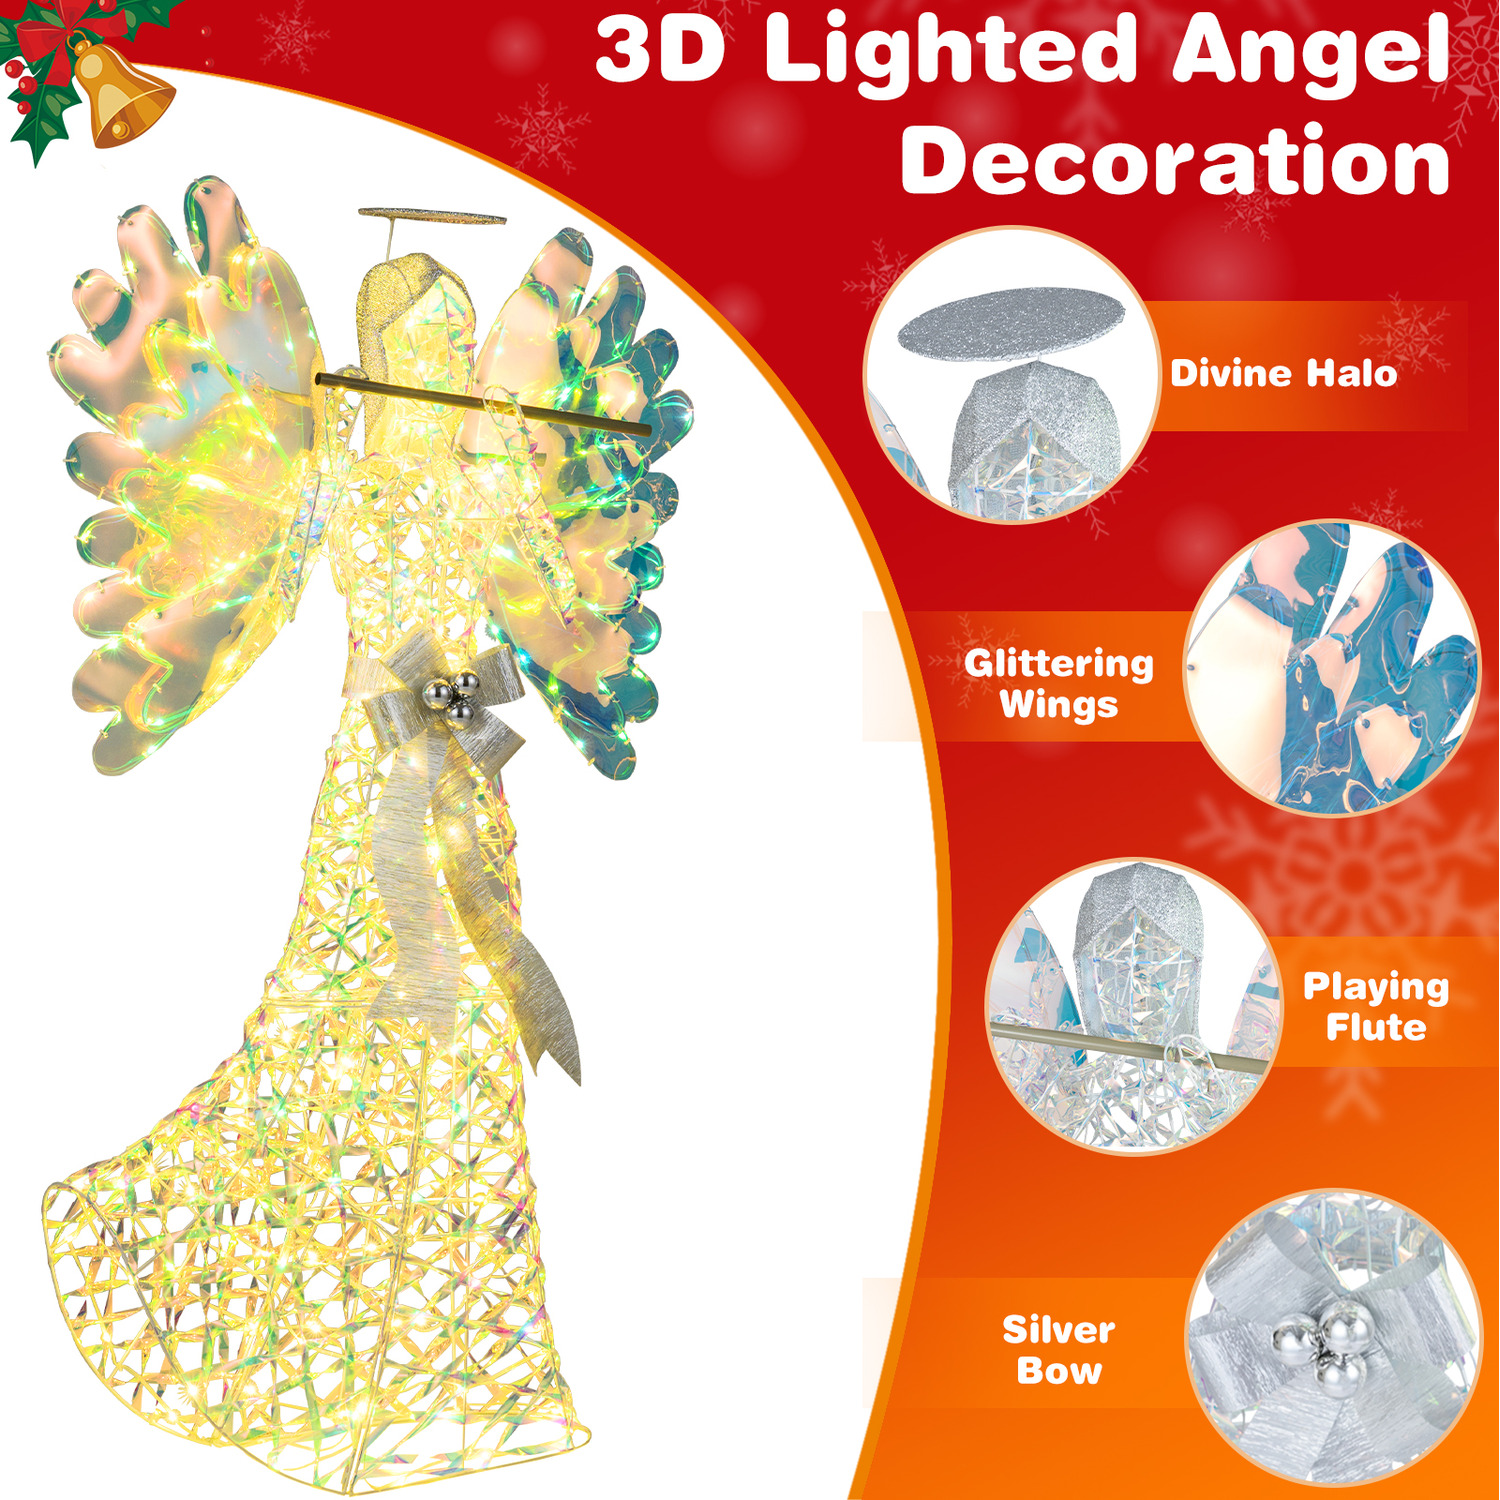 3D Lighted Angel
Decoration
Divine Halo
Glittering
Wings
Playing
Flute
Silver
Bow